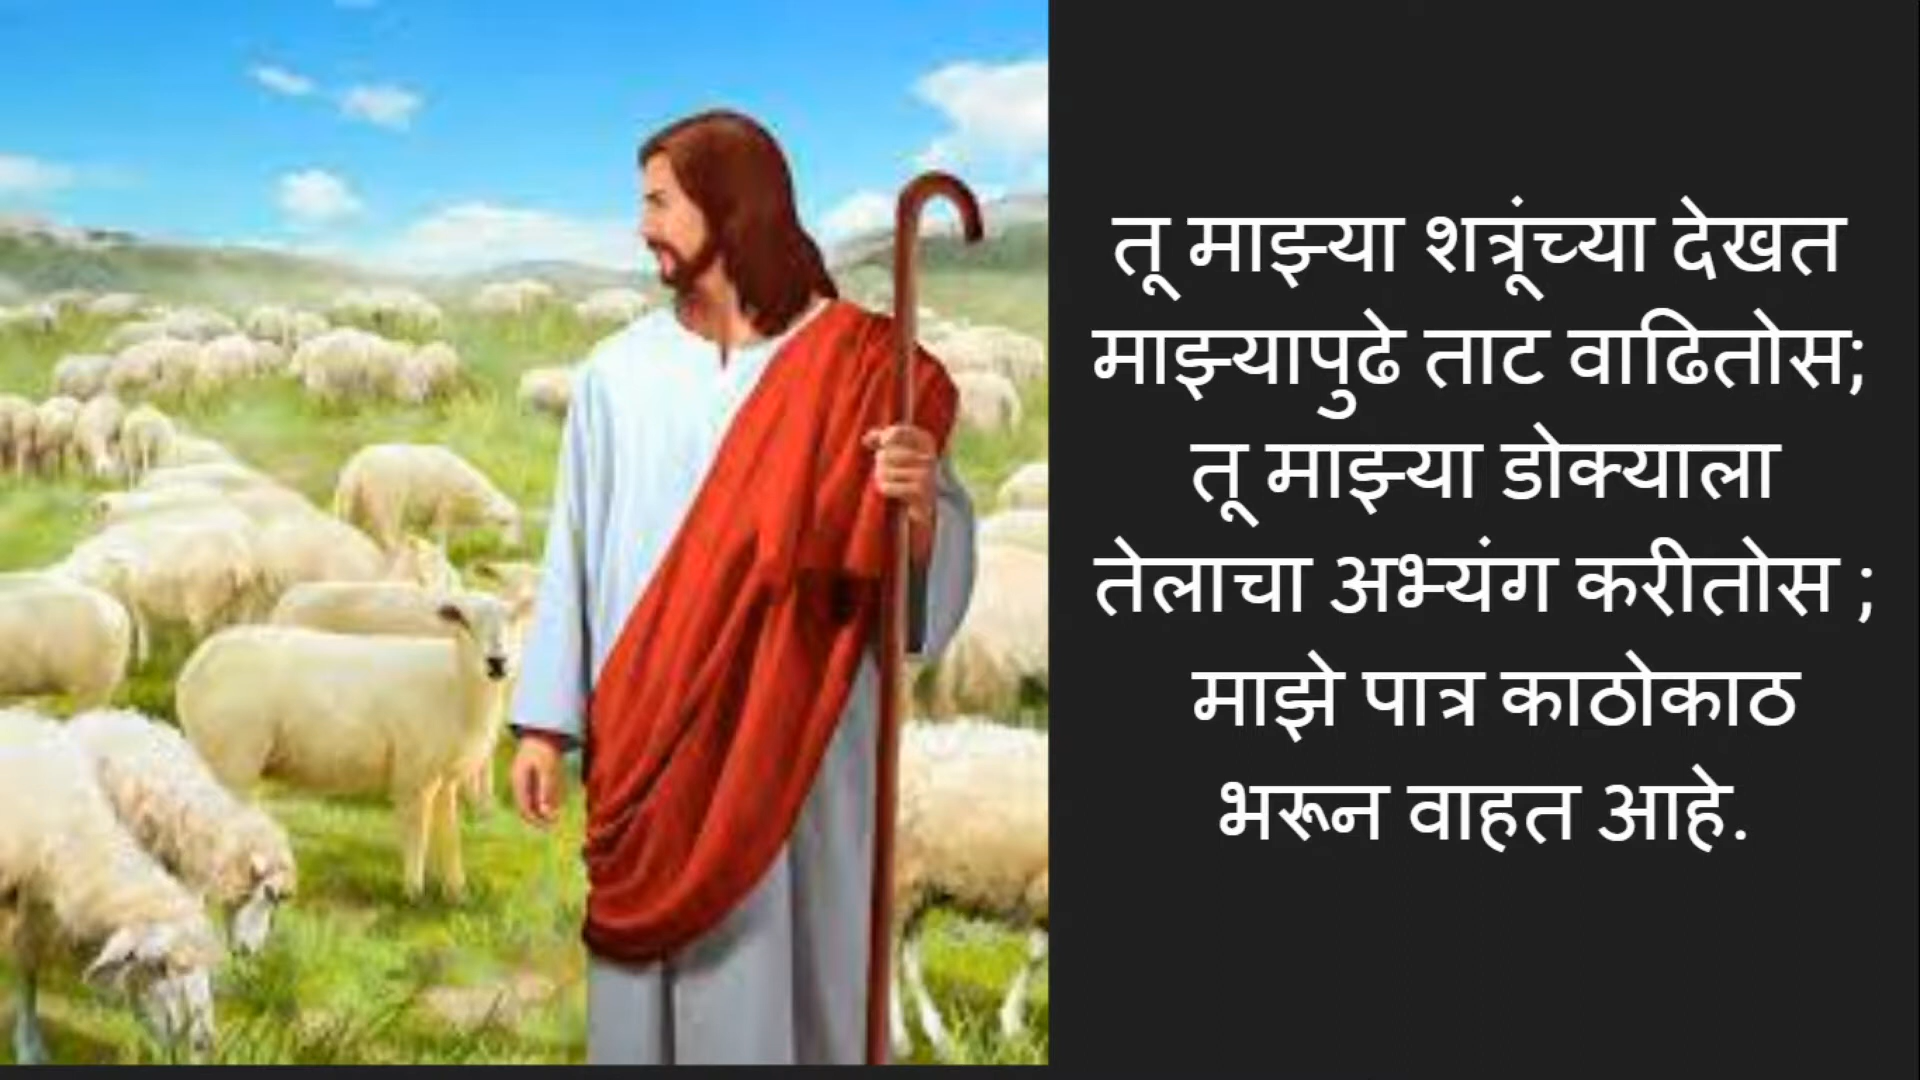 तू माझ्या शत्रूंच्या देखत
माझ्यापुढे ताट वाढितोस;
तू माझ्या डोक्याला
तेलाचा अभ्यंग करीतोस ;
माझे पात्र काठोकाठ
भरून वाहत आहे.